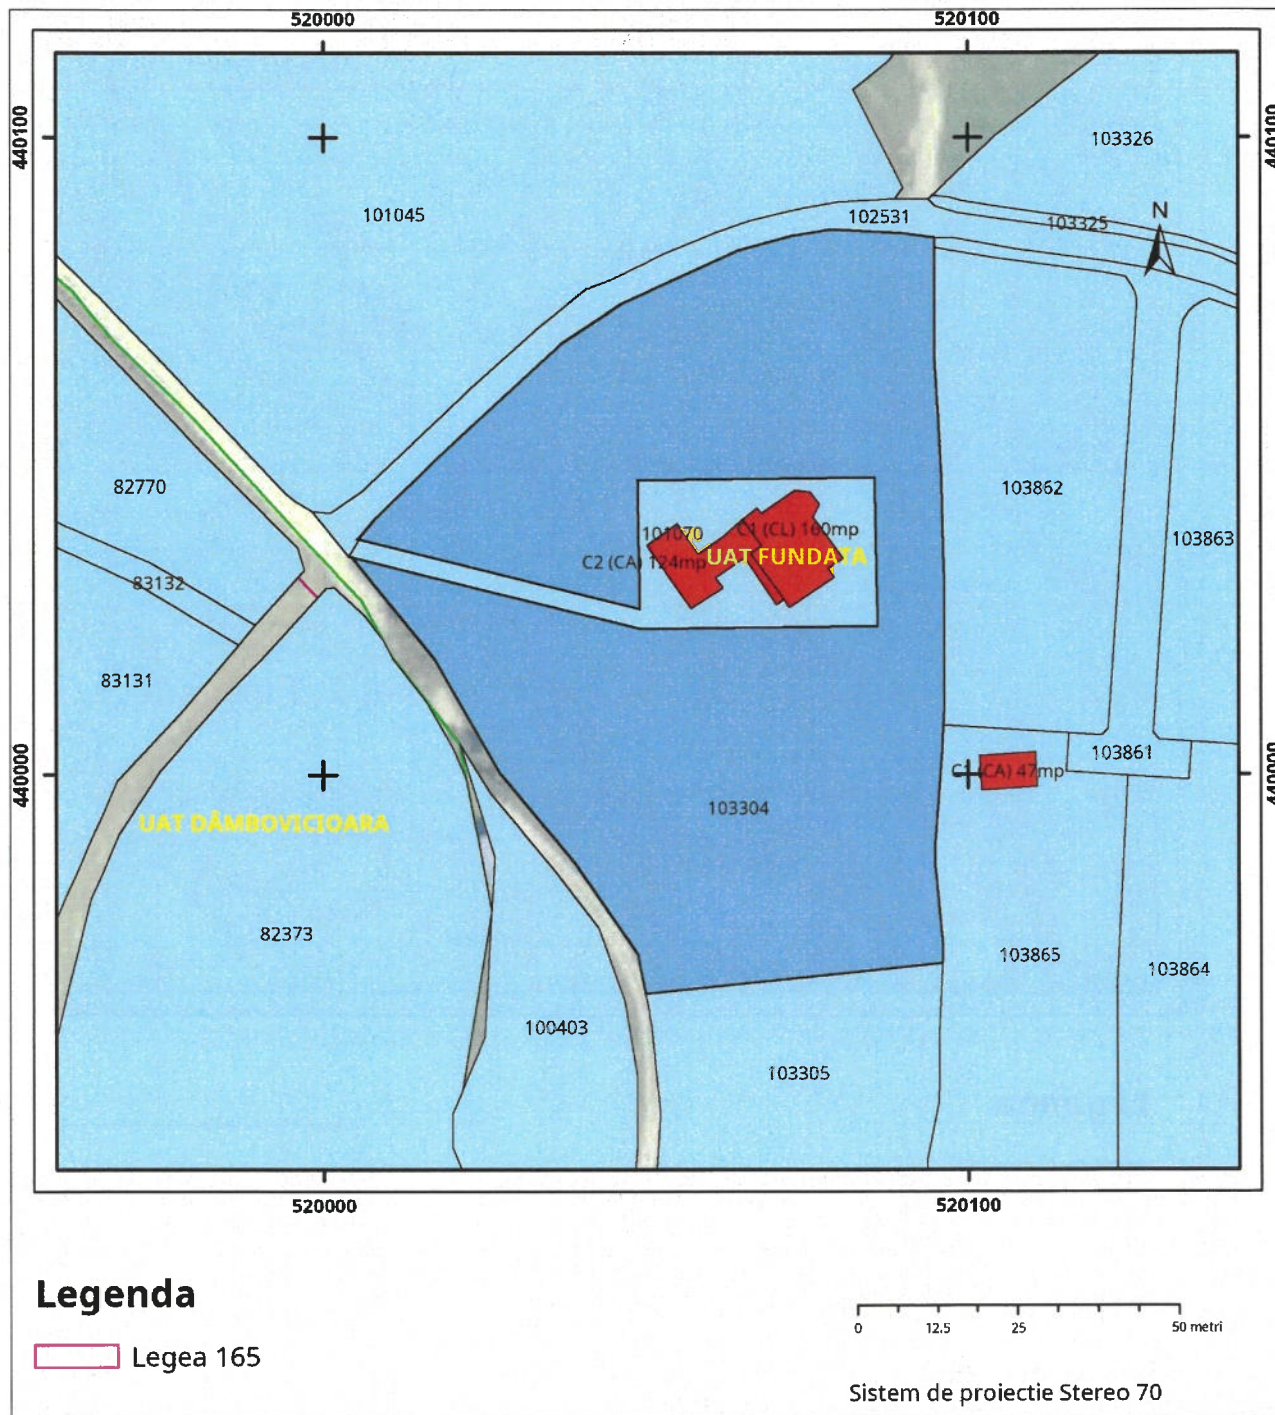 520000 520100
440100 440100
103326
101045
102531
103325
N
82770
103862
101070
C1 (CL) 160mp
103863
C2 (CA) 124mp
UAT FUNDATA
83132
83131
103861
440000 440000
C1 (CA) 47mp
103304
UAT DÂMBOVICIOARA
82373
103865
103864
100403
103305
520000 520100
Legenda
Legea 165
0 12.5 25 50 metri
Sistem de proiectie Stereo 70